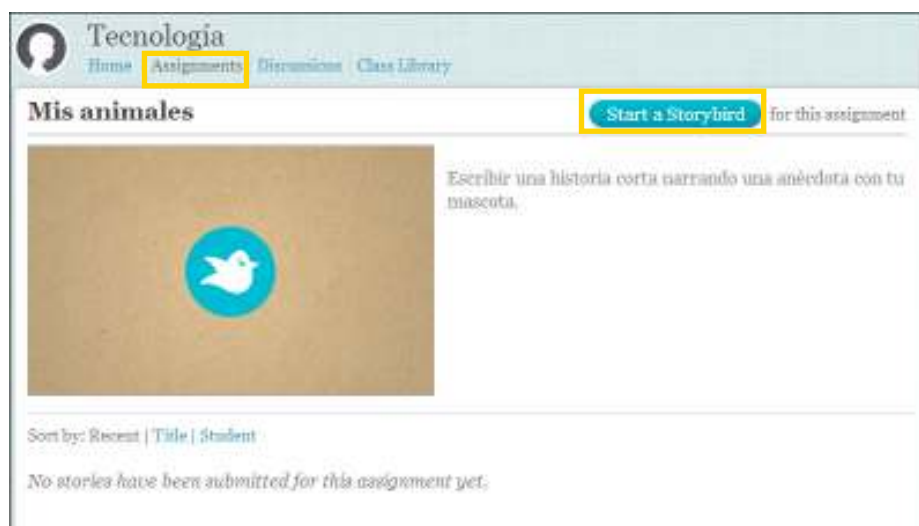 Tecnología
Home Assignments Discussions Class Library
Mis animales
Start a Storybird for this assignment
Escribir una historia corta narrando una anécdota con tu
mascota.
Sort by: Recent | Title | Student
No stories have been submitted for this assignment yet.